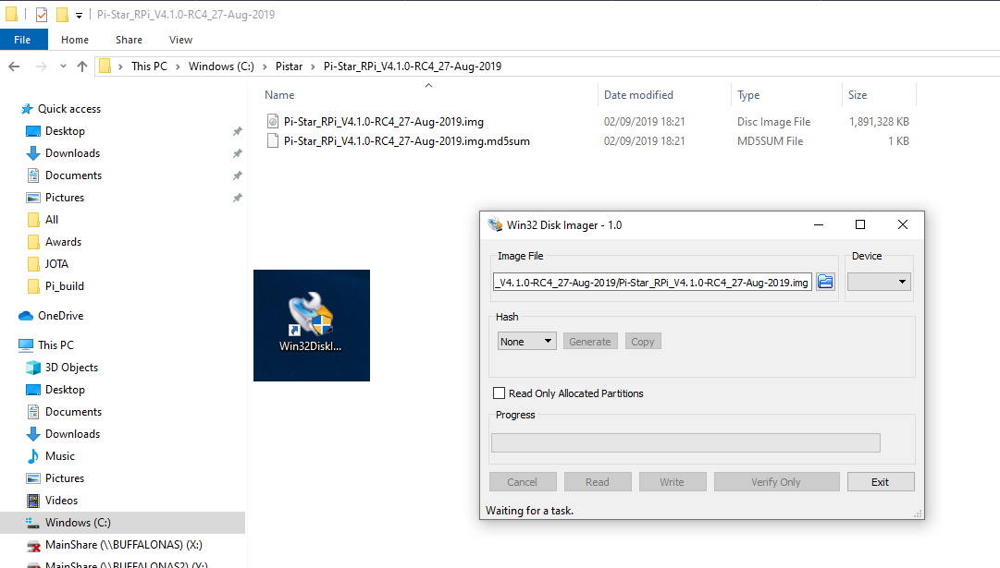 Pi-Star_RPi_V4.1.0-RC4_27-Aug-2019
File Home Share View
This PC Windows (C:) Pistar Pi-Star_RPi_V4.1.0-RC4_27-Aug-2019
Name Date modified Type Size
Pi-Star_RPi_V4.1.0-RC4_27-Aug-2019.img 02/09/2019 18:21 Disc Image File 1,891,328 KB
Pi-Star_RPi_V4.1.0-RC4_27-Aug-2019.img.md5sum 02/09/2019 18:21 MD5SUM File 1 KB
Quick access
Desktop
Downloads
Documents
Pictures
All
Awards
JOTA
Pi_build
OneDrive
This PC
3D Objects
Desktop
Documents
Downloads
Music
Pictures
Videos
Windows (C:)
MainShare (\\BUFFALONAS) (X:)
MainShare (\\BUFFALONAS2) (Y:)
Win32DiskI...
Win32 Disk Imager - 1.0
Image File Device
_V4.1.0-RC4_27-Aug-2019/Pi-Star_RPi_V4.1.0-RC4_27-Aug-2019.img
Hash
None Generate Copy
Read Only Allocated Partitions
Progress
Cancel Read Write Verify Only Exit
Waiting for a task.